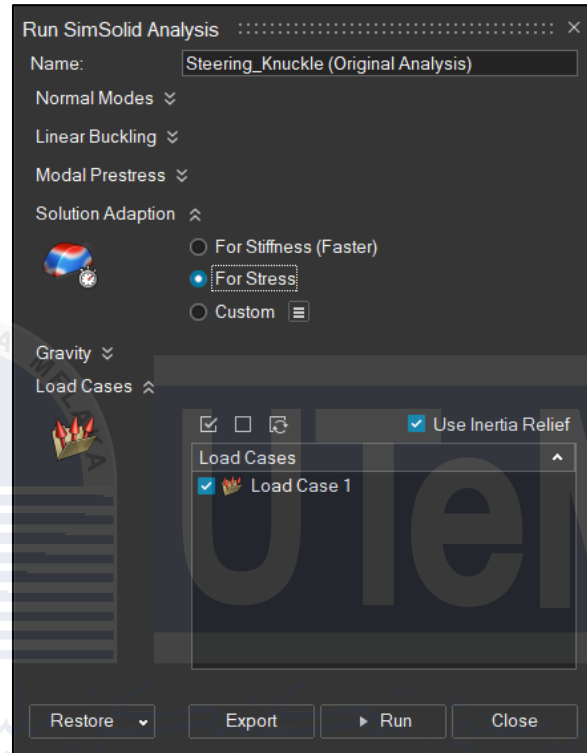 Run SimSolid Analysis
Name: Steering_Knuckle (Original Analysis)
Normal Modes
Linear Buckling
Modal Prestress
Solution Adaption
For Stiffness (Faster)
For Stress
Custom
Gravity
Load Cases
Use Inertia Relief
Load Cases
Load Case 1
Restore Export Run Close